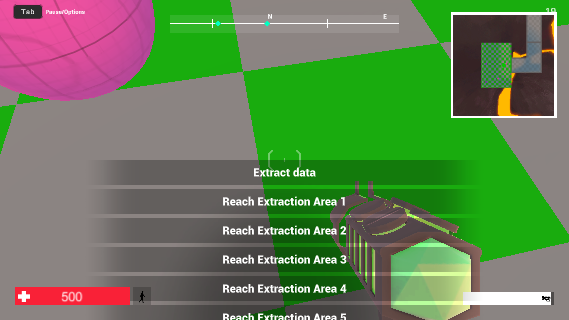 Tab Pause/Options
N
E
19
Extract data
Reach Extraction Area 1
Reach Extraction Area 2
Reach Extraction Area 3
Reach Extraction Area 4
Reach Extraction Area 5
500